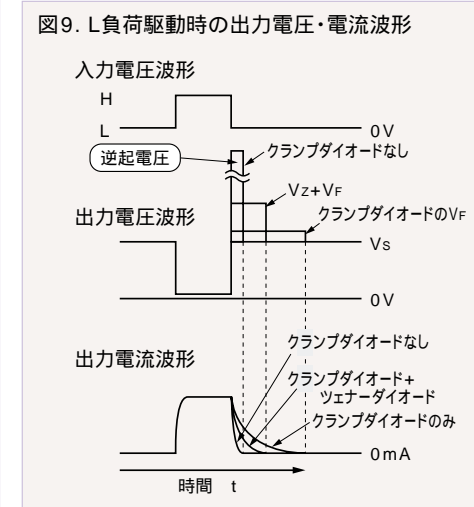 図9. L負荷駆動時の出力電圧・電流波形
入力電圧波形
H
L
0V
逆起電圧
クランプダイオードなし
VZ+VF
出力電圧波形
クランプダイオードのVF
VS
0V
出力電流波形
クランプダイオードなし
クランプダイオード+
ツェナーダイオード
クランプダイオードのみ
0mA
時間 t